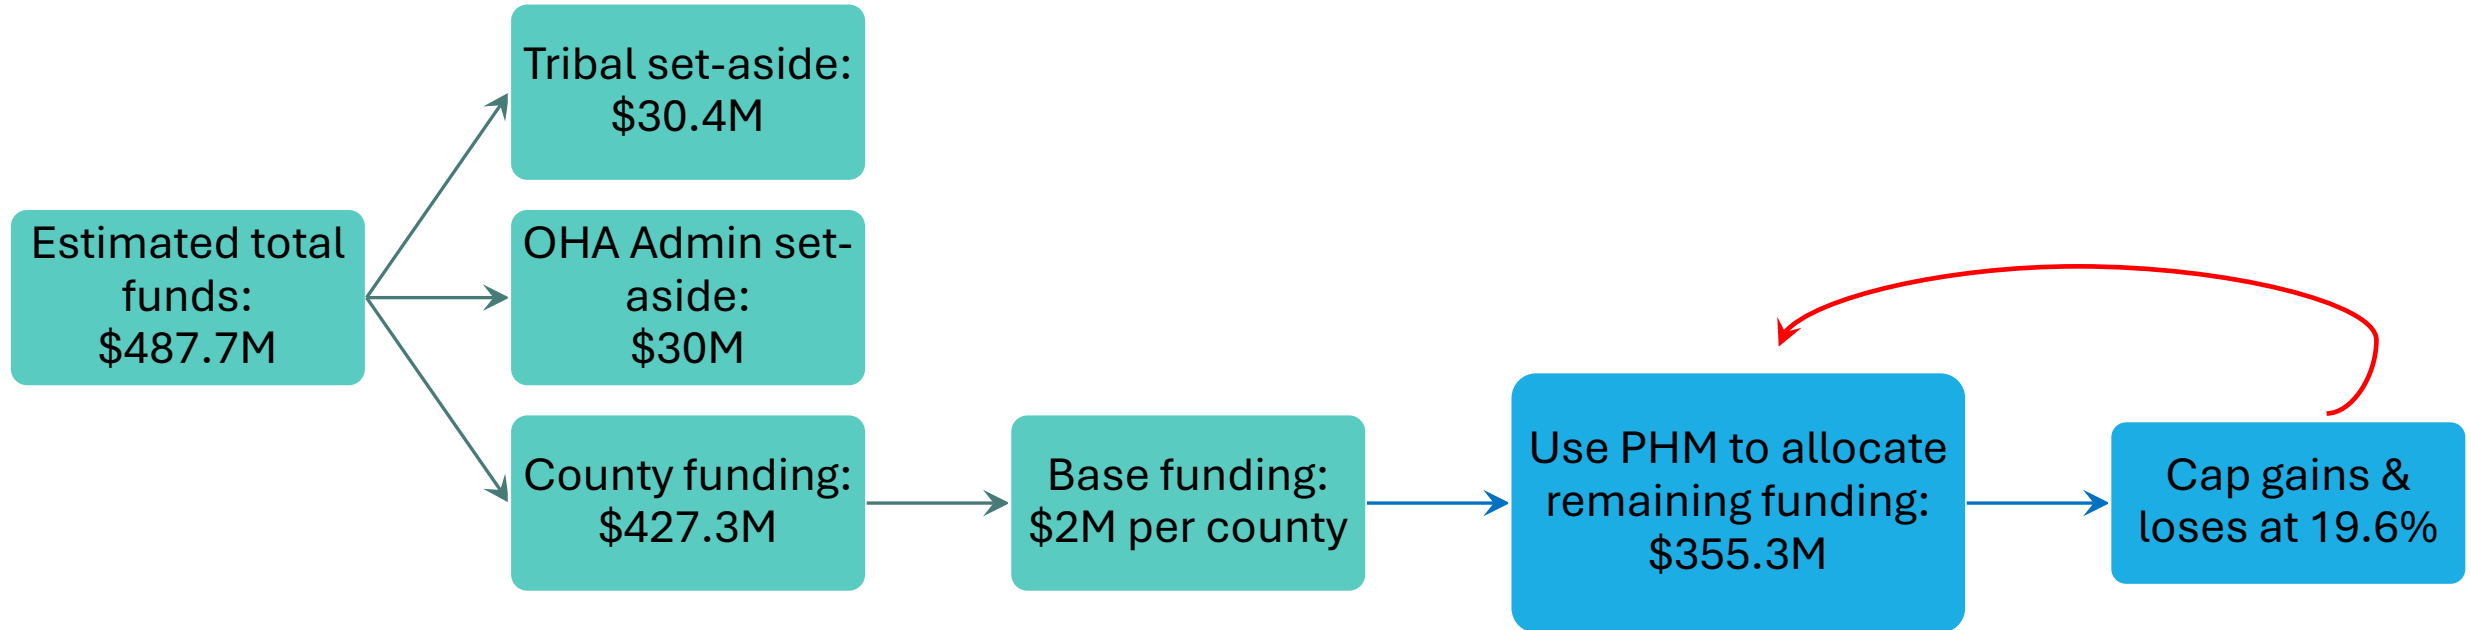 Tribal set-aside:
$30.4M
Estimated total
funds:
$487.7M
OHA Admin set-
aside:
$30M
County funding:
$427.3M
Base funding:
$2M per county
Use PHM to allocate
remaining funding:
$355.3M
Cap gains &
loses at 19.6%